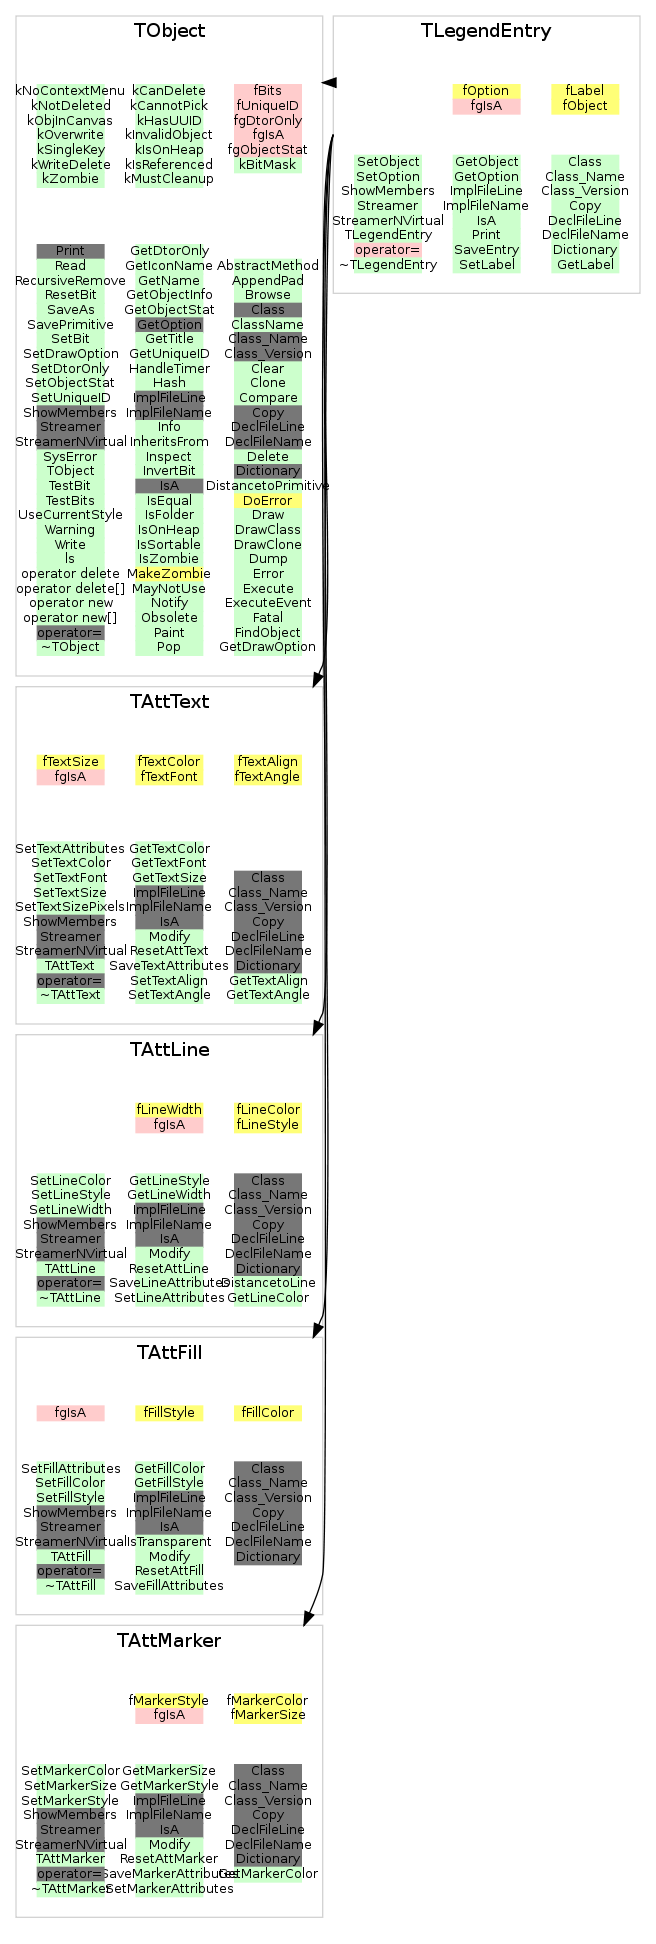 TObject
kNoContextMenu kCanDelete fBits
kNotDeleted kCannotPick fUniqueID
kObjInCanvas kHasUUID fgDtorOnly
kOverwrite kInvalidObject fgIsA
kSingleKey kIsOnHeap fgObjectStat
kWriteDelete kIsReferenced kBitMask
kZombie kMustCleanup
Print GetDtorOnly
Read GetIconName AbstractMethod
RecursiveRemove GetName AppendPad
ResetBit GetObjectInfo Browse
SaveAs GetObjectStat Class
SavePrimitive GetOption ClassName
SetBit GetTitle Class_Name
SetDrawOption GetUniqueID Class_Version
SetDtorOnly HandleTimer Clear
SetObjectStat Hash Clone
SetUniqueID ImplFileLine Compare
ShowMembers ImplFileName Copy
Streamer Info DeclFileLine
StreamerNVirtual InheritsFrom DeclFileName
SysError Inspect Delete
TObject InvertBit Dictionary
TestBit IsA DistancetoPrimitive
TestBits IsEqual DoError
UseCurrentStyle IsFolder Draw
Warning IsOnHeap DrawClass
Write IsSortable DrawClone
ls IsZombie Dump
operator delete MakeZombie Error
operator delete[] MayNotUse Execute
operator new Notify ExecuteEvent
operator new[] Obsolete Fatal
operator= Paint FindObject
~TObject Pop GetDrawOption
TLegendEntry
fOption fLabel
fgIsA fObject
SetObject GetObject Class
SetOption GetOption Class_Name
ShowMembers ImplFileLine Class_Version
Streamer ImplFileName Copy
StreamerNVirtual IsA DeclFileLine
TLegendEntry Print DeclFileName
operator= SaveEntry Dictionary
~TLegendEntry SetLabel GetLabel
TAttText
fTextSize fTextColor fTextAlign
fgIsA fTextFont fTextAngle
SetTextAttributes GetTextColor
SetTextColor GetTextFont
SetTextFont GetTextSize Class
SetTextSize ImplFileLine Class_Name
SetTextSizePixels ImplFileName Class_Version
ShowMembers IsA Copy
Streamer Modify DeclFileLine
StreamerNVirtual ResetAttText DeclFileName
TAttText SaveTextAttributes Dictionary
operator= SetTextAlign GetTextAlign
~TAttText SetTextAngle GetTextAngle
TAttLine
fLineWidth fLineColor
fgIsA fLineStyle
SetLineColor GetLineStyle Class
SetLineStyle GetLineWidth Class_Name
SetLineWidth ImplFileLine Class_Version
ShowMembers ImplFileName Copy
Streamer IsA DeclFileLine
StreamerNVirtual Modify DeclFileName
TAttLine ResetAttLine Dictionary
operator= SaveLineAttributes DistancetoLine
~TAttLine SetLineAttributes GetLineColor
TAttFill
fgIsA fFillStyle fFillColor
SetFillAttributes GetFillColor Class
SetFillColor GetFillStyle Class_Name
SetFillStyle ImplFileLine Class_Version
ShowMembers ImplFileName Copy
Streamer IsA DeclFileLine
StreamerNVirtual IsTransparent DeclFileName
TAttFill Modify Dictionary
operator= ResetAttFill
~TAttFill SaveFillAttributes
TAttMarker
fMarkerStyle fMarkerColor
fgIsA fMarkerSize
SetMarkerColor GetMarkerSize Class
SetMarkerSize GetMarkerStyle Class_Name
SetMarkerStyle ImplFileLine Class_Version
ShowMembers ImplFileName Copy
Streamer IsA DeclFileLine
StreamerNVirtual Modify DeclFileName
TAttMarker ResetAttMarker Dictionary
operator= SaveMarkerAttributes GetMarkerColor
~TAttMarker SetMarkerAttributes